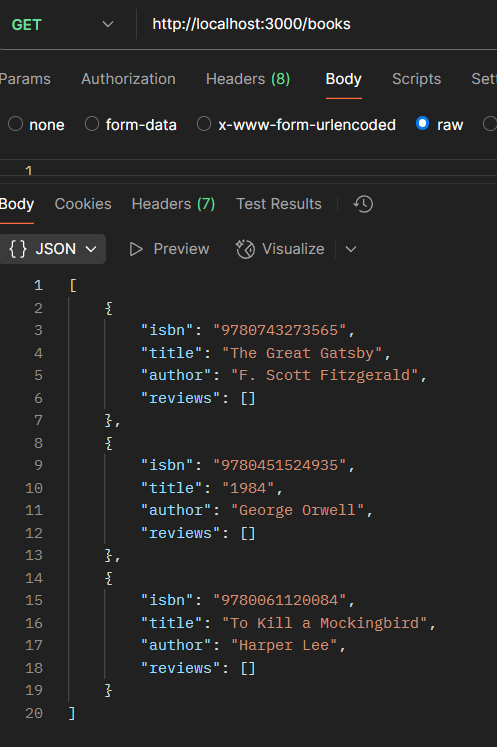 GET http://localhost:3000/books
Params Authorization Headers (8) Body Scripts
none form-data x-www-form-urlencoded raw
1
Body Cookies Headers (7) Test Results
{} JSON Preview Visualize
1 [
2 {
3 "isbn": "9780743273565",
4 "title": "The Great Gatsby",
5 "author": "F. Scott Fitzgerald",
6 "reviews": []
7 },
8 {
9 "isbn": "9780451524935",
10 "title": "1984",
11 "author": "George Orwell",
12 "reviews": []
13 },
14 {
15 "isbn": "9780061120084",
16 "title": "To Kill a Mockingbird",
17 "author": "Harper Lee",
18 "reviews": []
19 }
20 ]